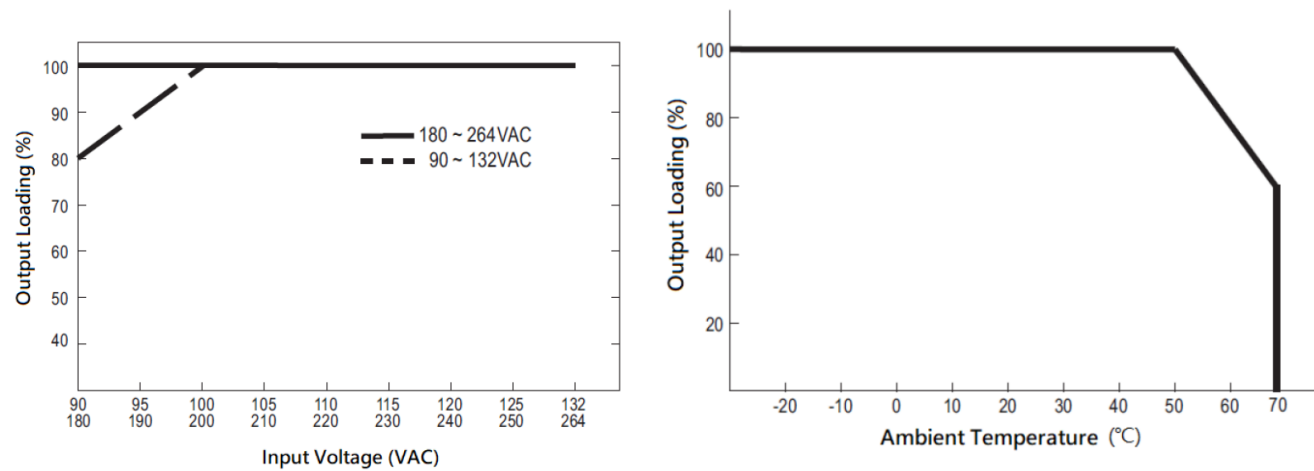 Output Loading (%)
100
90
80
70
60
50
40
180 ~ 264VAC
90 ~ 132VAC
90 95 100 105 110 115 120 125 132
180 190 200 210 220 230 240 250 264
Input Voltage (VAC)
Output Loading (%)
100
80
60
40
20
-20 -10 0 10 20 30 40 50 60 70
Ambient Temperature (℃)